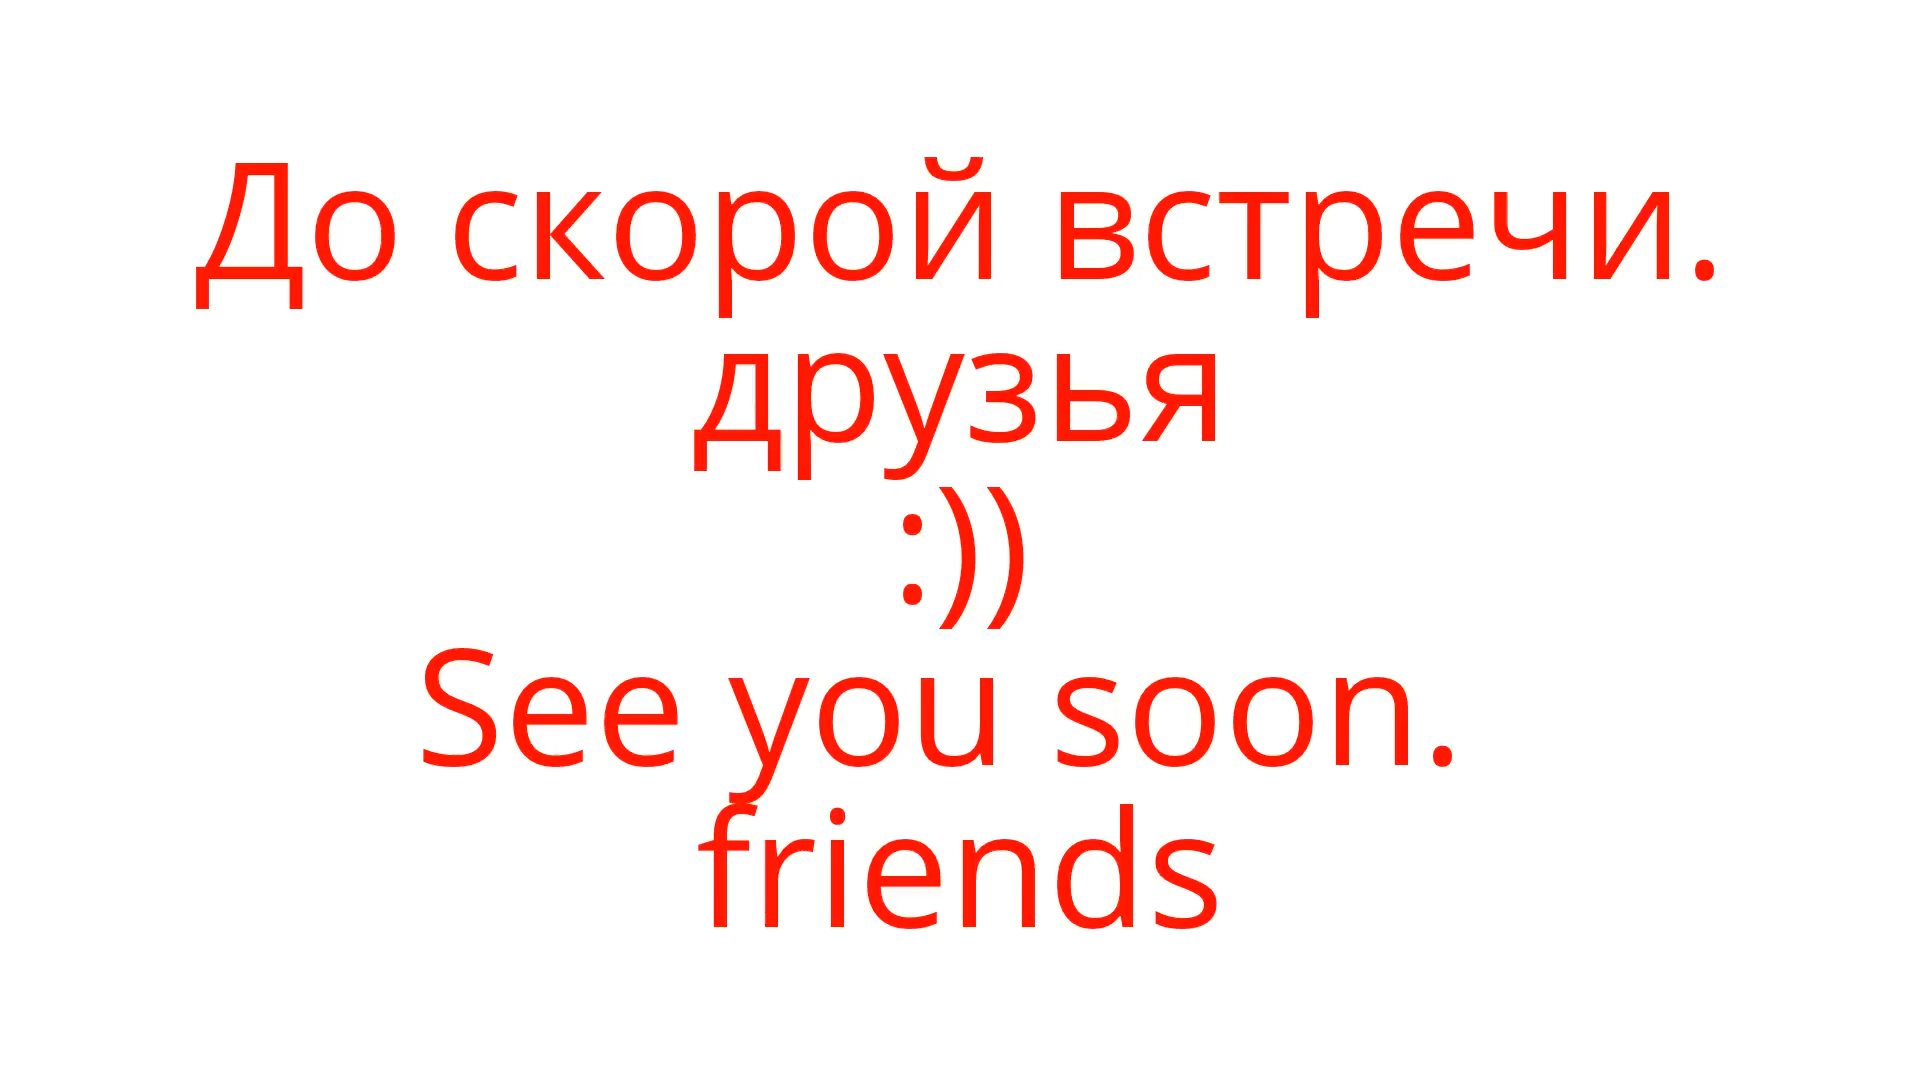 До скорой встречи.
друзья
:))
See you soon.
friends